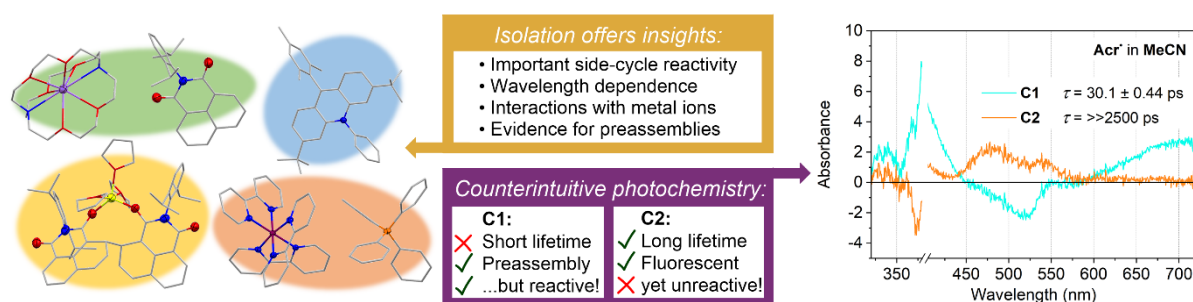 Isolation offers insights:
• Important side-cycle reactivity
• Wavelength dependence
• Interactions with metal ions
• Evidence for preassemblies
Counterintuitive photochemistry:
C1:
Short lifetime
Preassembly
...but reactive!
C2:
Long lifetime
Fluorescent
yet unreactive!
Acr• in MeCN
C1 τ = 30.1 ± 0.44 ps
C2 τ = >>2500 ps
Absorbance
10
8
6
4
2
0
-2
-4
350 450 500 550 600 650 700
Wavelength (nm)